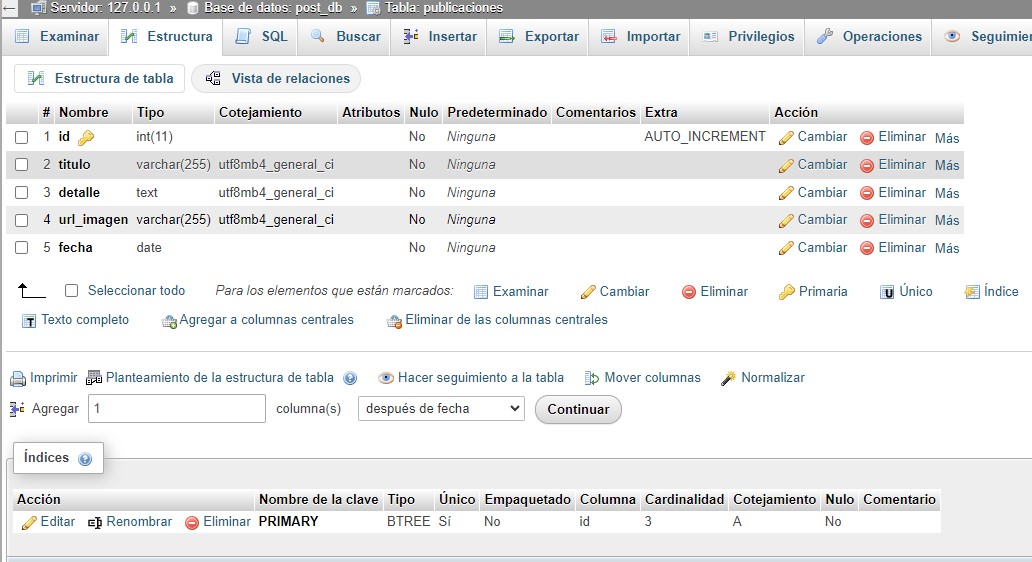 Servidor: 127.0.0.1 » Base de datos: post_db » Tabla: publicaciones
Examinar Estructura SQL Buscar Insertar Exportar Importar Privilegios Operaciones Seguimien
Estructura de tabla Vista de relaciones
# Nombre Tipo Cotejamiento Atributos Nulo Predeterminado Comentarios Extra Acción
1 id int(11) No Ninguna AUTO_INCREMENT Cambiar Eliminar Más
2 titulo varchar(255) utf8mb4_general_ci No Ninguna Cambiar Eliminar Más
3 detalle text utf8mb4_general_ci No Ninguna Cambiar Eliminar Más
4 url_imagen varchar(255) utf8mb4_general_ci No Ninguna Cambiar Eliminar Más
5 fecha date No Ninguna Cambiar Eliminar Más
Seleccionar todo Para los elementos que están marcados: Examinar Cambiar Eliminar Primaria Único Índice
Texto completo Agregar a columnas centrales Eliminar de las columnas centrales
Imprimir Planteamiento de la estructura de tabla Hacer seguimiento a la tabla Mover columnas Normalizar
Agregar 1 columna(s) después de fecha Continuar
Índices
Acción Nombre de la clave Tipo Único Empaquetado Columna Cardinalidad Cotejamiento Nulo Comentario
Editar Renombrar Eliminar PRIMARY BTREE Sí No id 3 A No